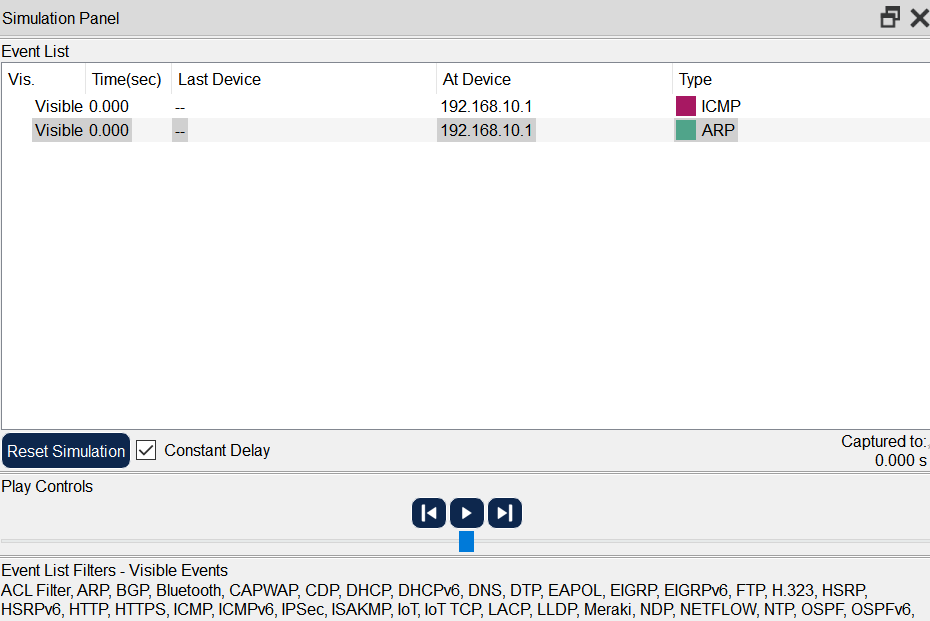 Simulation Panel
Event List
Vis. Time(sec) Last Device At Device Type
Visible 0.000 -- 192.168.10.1 ICMP
Visible 0.000 -- 192.168.10.1 ARP
Reset Simulation Constant Delay Captured to:
0.000 s
Play Controls
Event List Filters - Visible Events
ACL Filter, ARP, BGP, Bluetooth, CAPWAP, CDP, DHCP, DHCPv6, DNS, DTP, EAPOL, EIGRP, EIGRPv6, FTP, H.323, HSRP,
HSRPv6, HTTP, HTTPS, ICMP, ICMPv6, IPSec, ISAKMP, IoT, IoT TCP, LACP, LLDP, Meraki, NDP, NETFLOW, NTP, OSPF, OSPFv6,